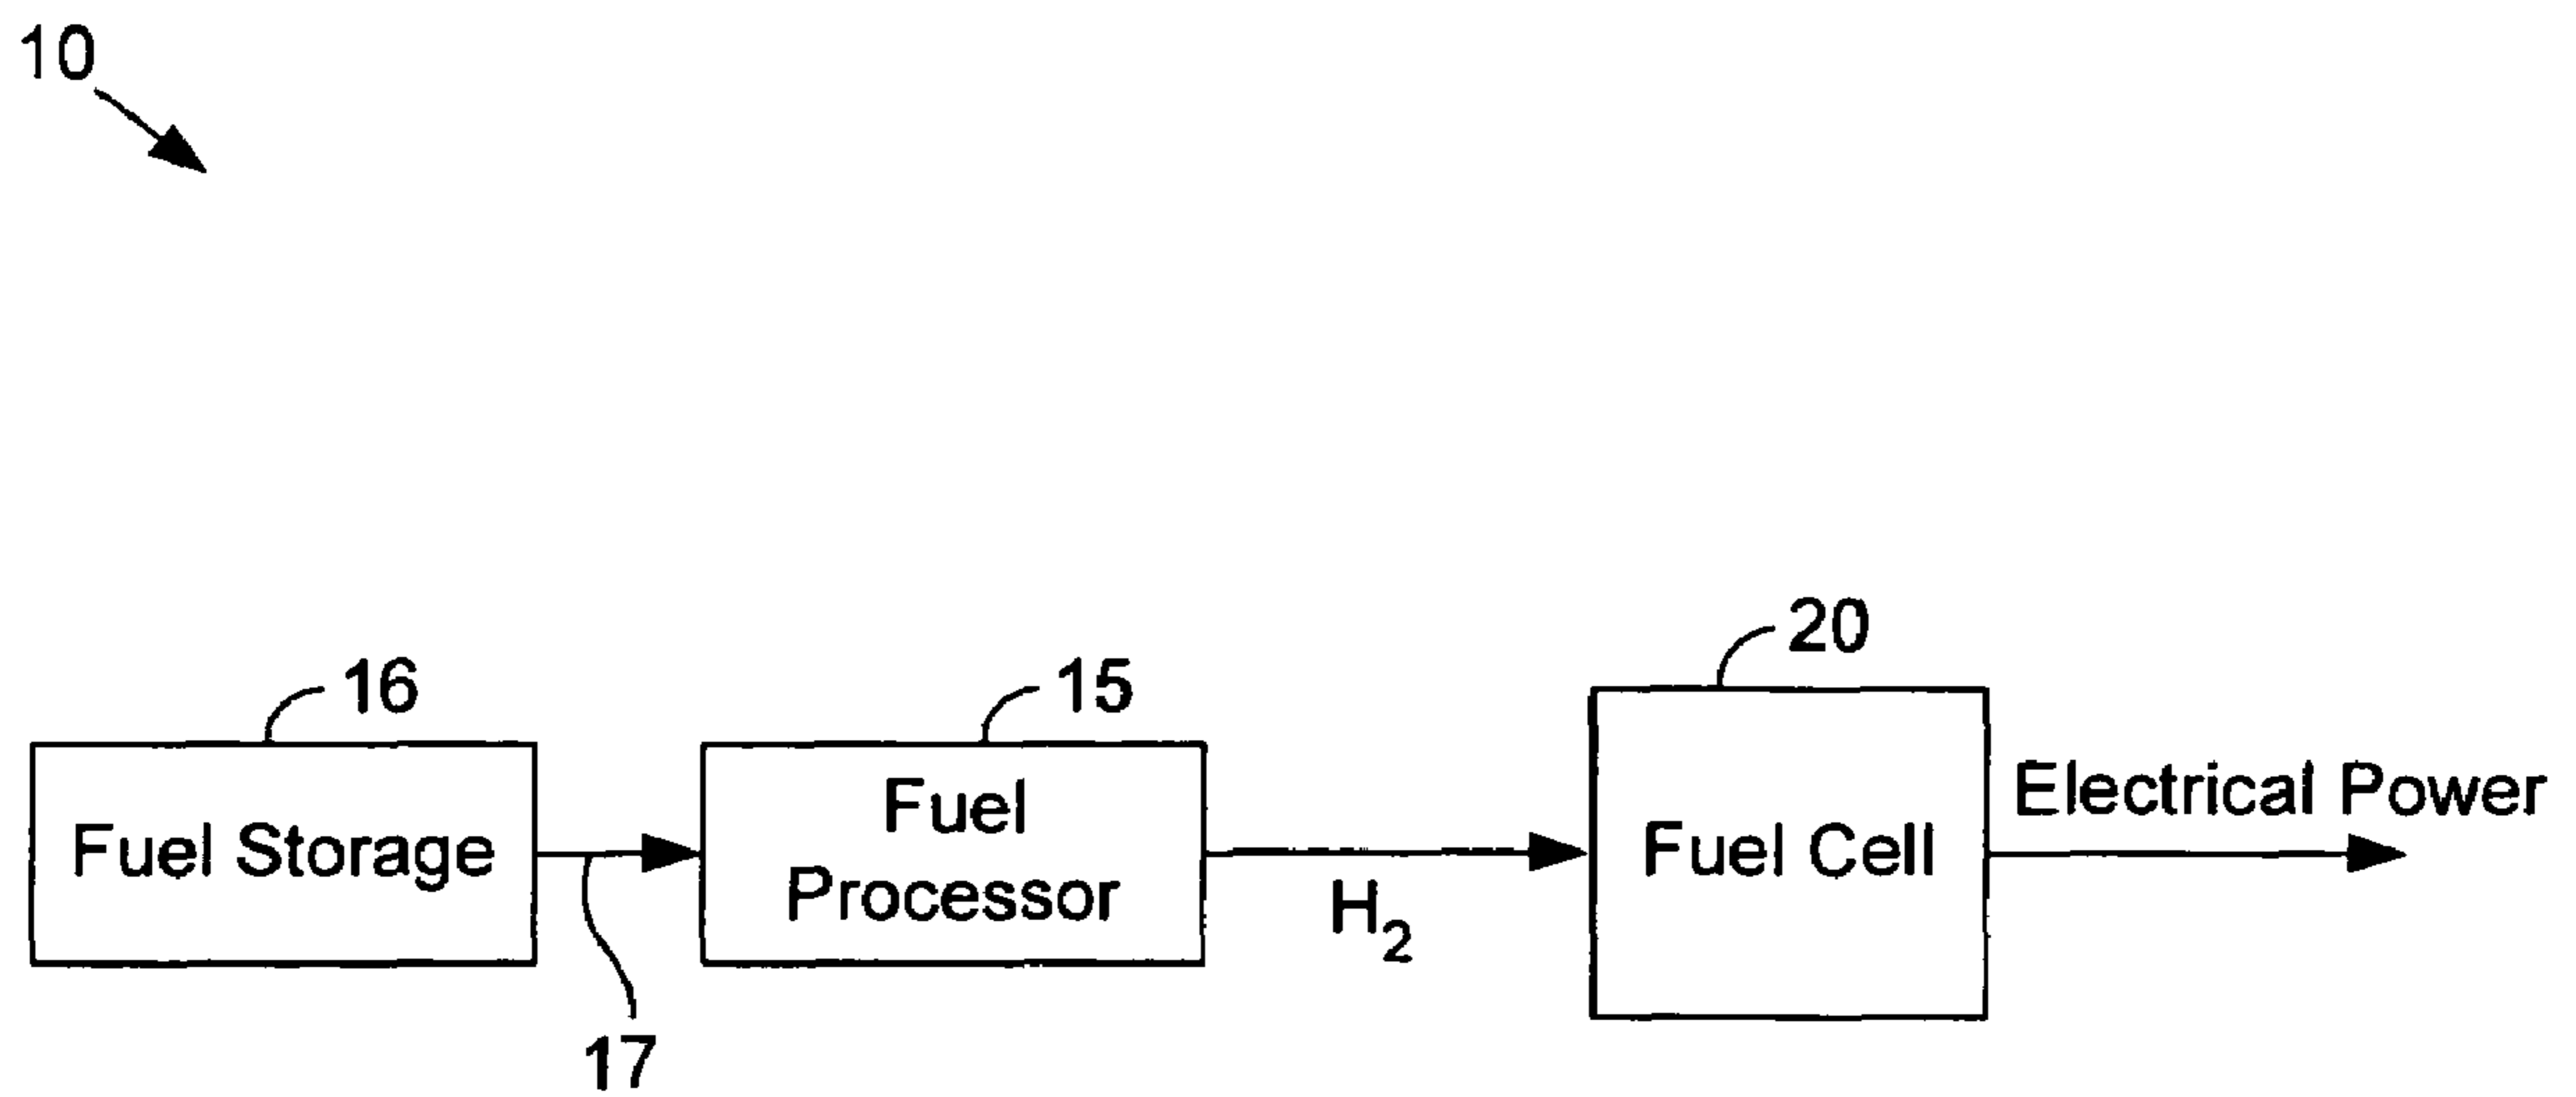 10
20
16
15
Electrical Power
Fuel Storage
Fuel
Processor
Fuel Cell
H₂
17